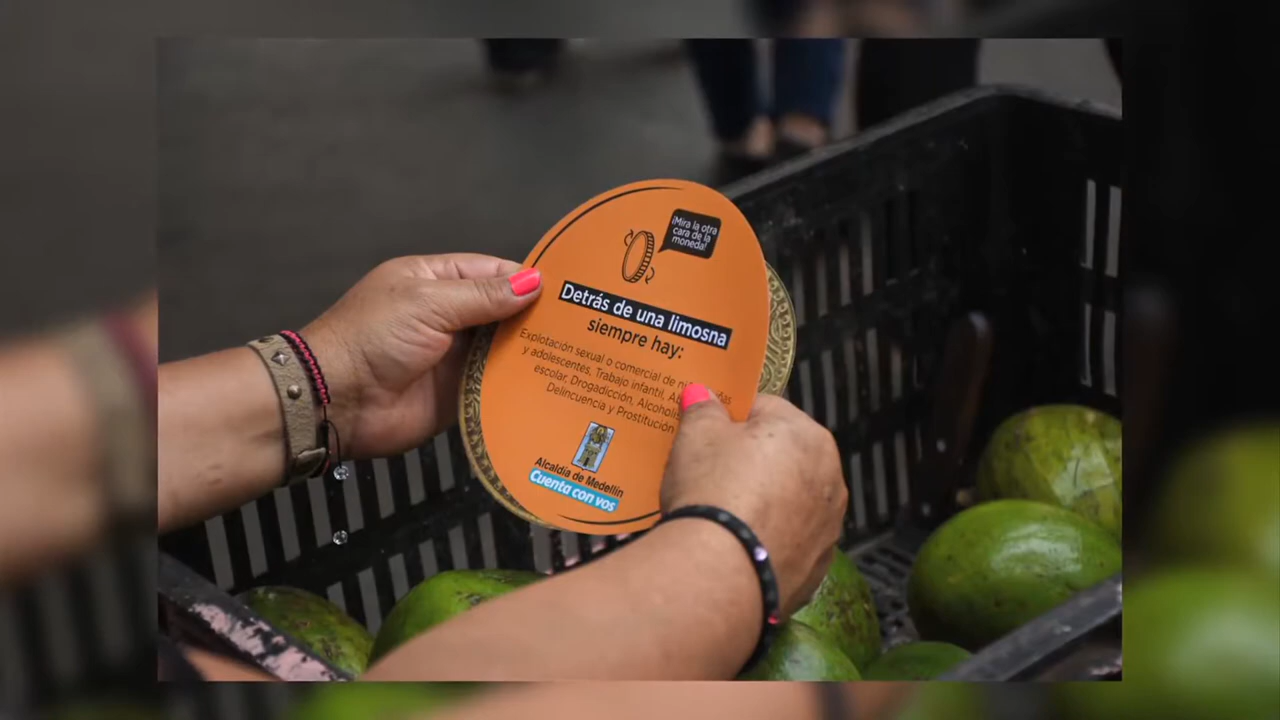 ¡Mira la otra
cara de la
moneda!
Detrás de una limosna
siempre hay:
Explotación sexual o comercial de
y adolescentes, Trabajo infantil,
escolar, Drogadicción,
Delincuencia y Prostitución
Alcaldía de Medellín
Cuenta con vos